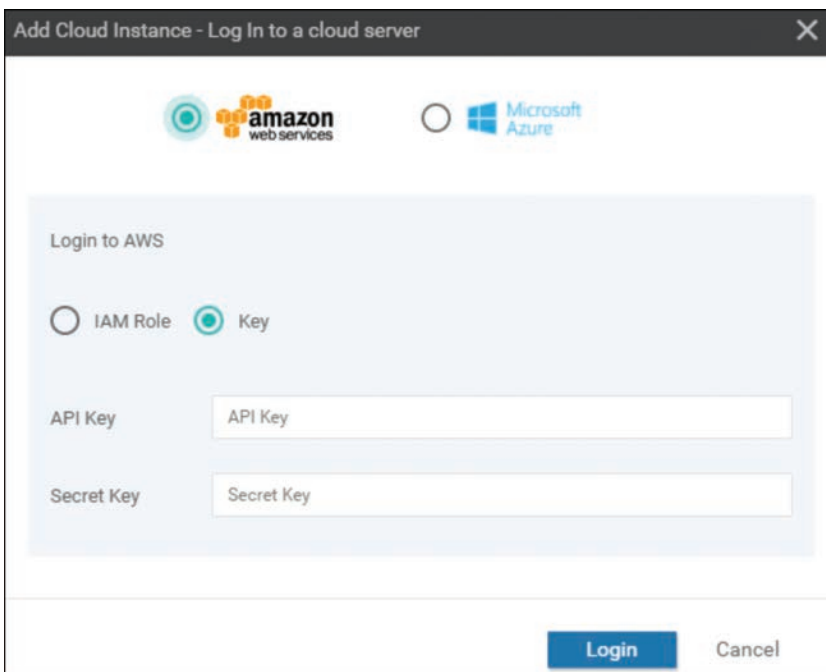 Add Cloud Instance - Log In to a cloud server
amazon
web services
Microsoft
Azure
Login to AWS
IAM Role Key
API Key API Key
Secret Key Secret Key
Login Cancel